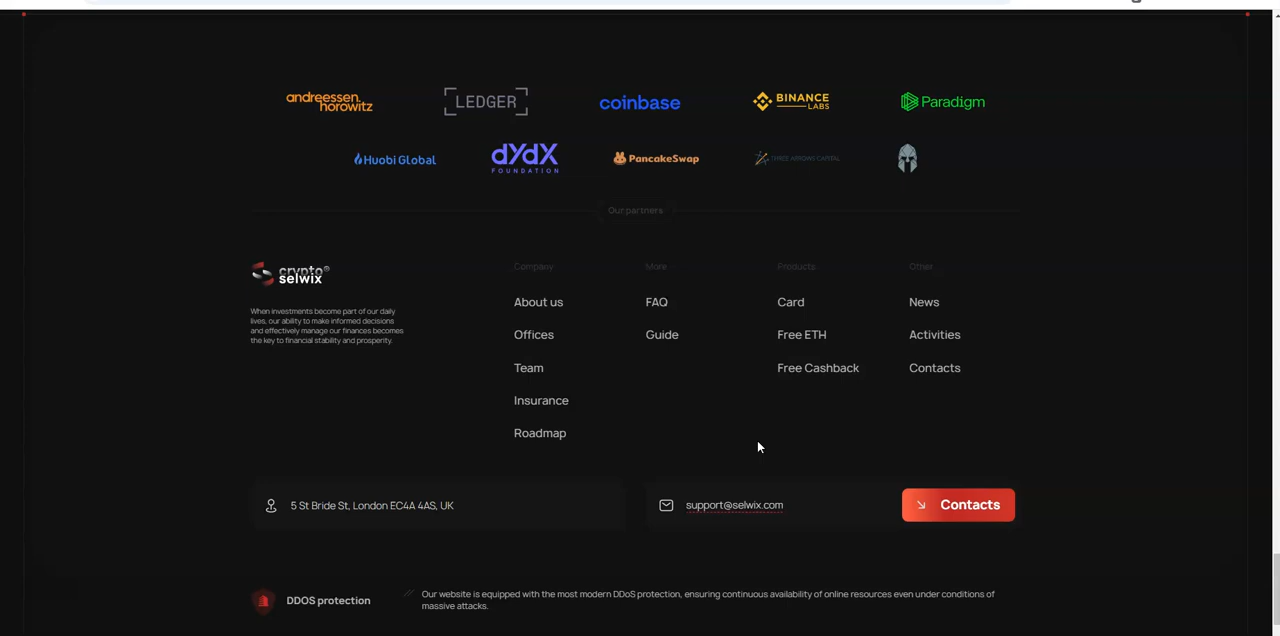 andreessen. horowitz
LEDGER
coinbase
BINANCE LABS
Paradigm
Huobi Global
dYdX FOUNDATION
PancakeSwap
THREE ARROWS CAPITAL
Our partners
crypto®
selwix
When investments become part of our daily
lives, our ability to make informed decisions
and effectively manage our finances becomes
the key to financial stability and prosperity.
Company
About us
Offices
Team
Insurance
Roadmap
More
FAQ
Guide
Products
Card
Free ETH
Free Cashback
Other
News
Activities
Contacts
5 St Bride St, London EC4A 4AS, UK
support@selwix.com
Contacts
DDOS protection
Our website is equipped with the most modern DDoS protection, ensuring continuous availability of online resources even under conditions of
massive attacks.